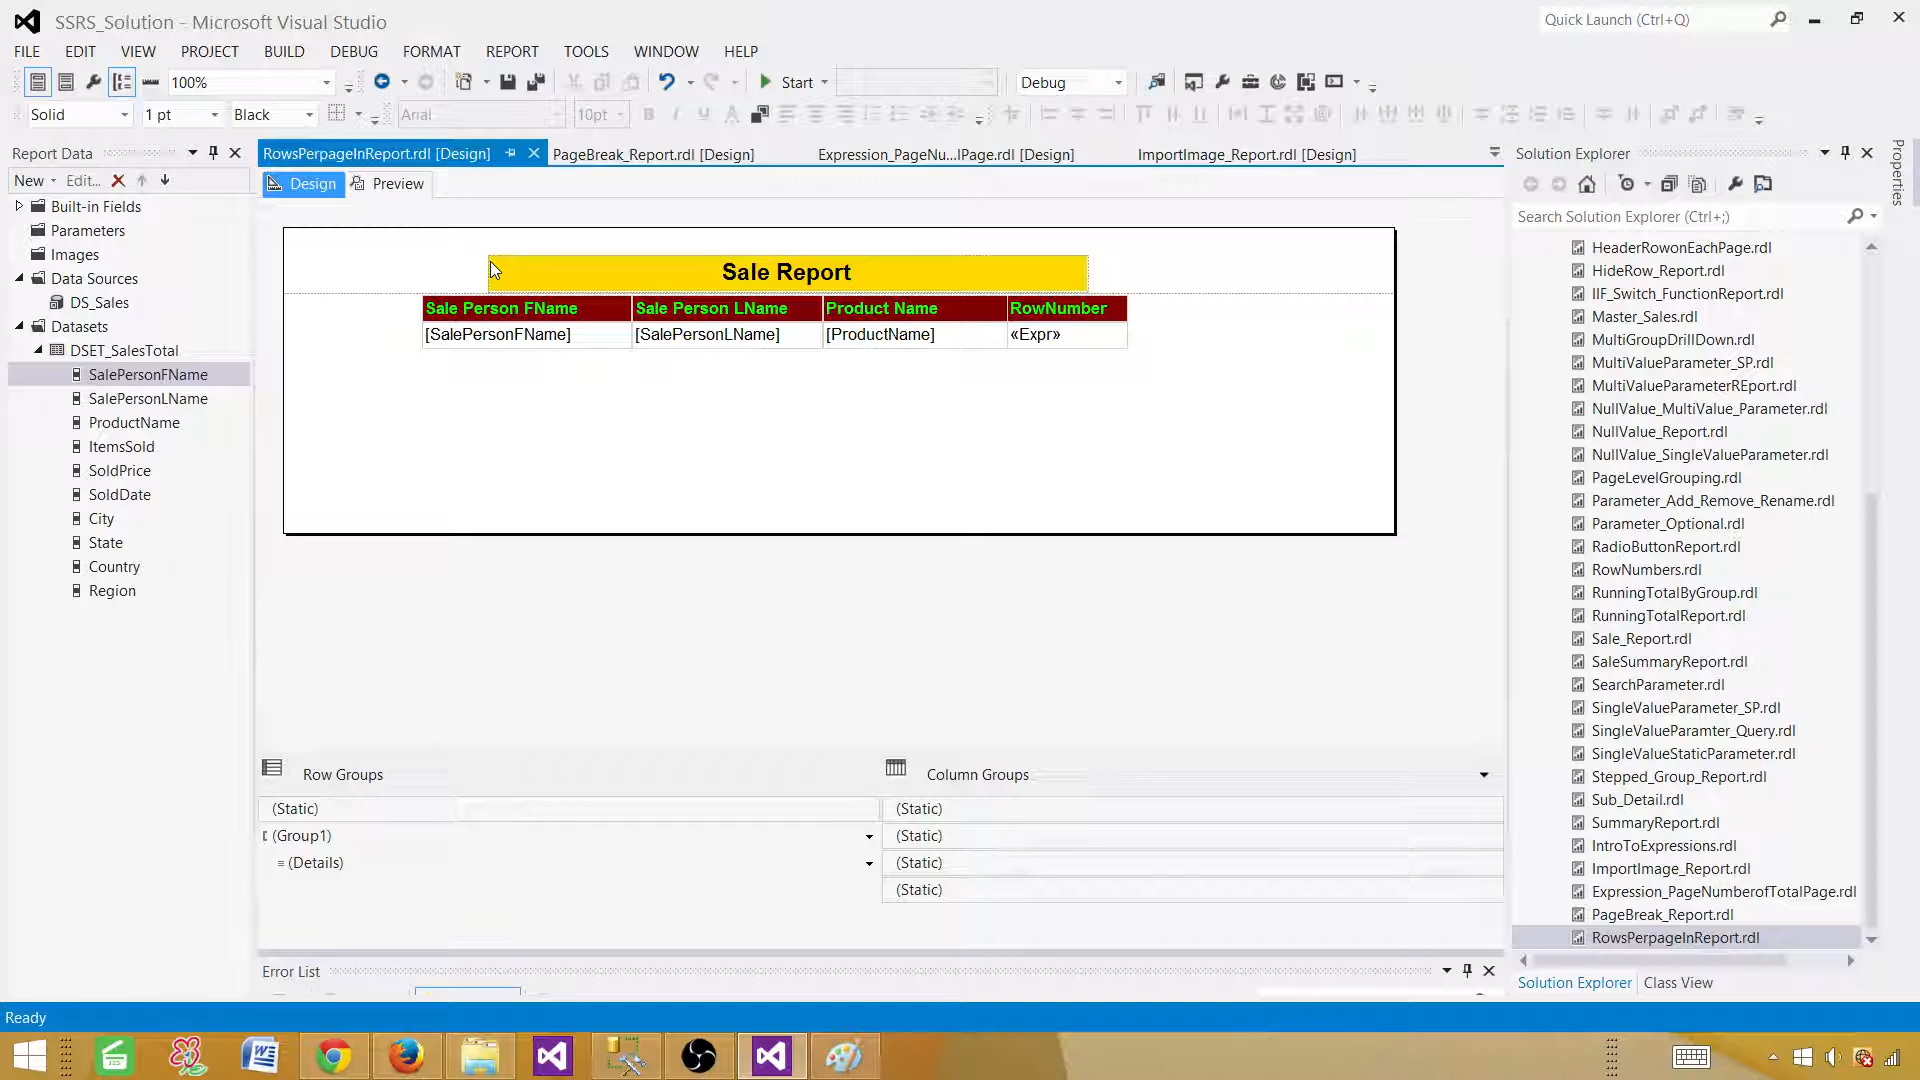 SSRS_Solution - Microsoft Visual Studio
Quick Launch (Ctrl+Q)
FILE EDIT VIEW PROJECT BUILD DEBUG FORMAT REPORT TOOLS WINDOW HELP
100%
Start
Debug
Solid
1 pt
Black
Arial
10pt
Report Data
New Edit...
Built-in Fields
Parameters
Images
Data Sources
DS_Sales
Datasets
DSET_SalesTotal
SalePersonFName
SalePersonLName
ProductName
ItemsSold
SoldPrice
SoldDate
City
State
Country
Region
RowsPerpageInReport.rdl [Design]
PageBreak_Report.rdl [Design]
Expression_PageNu...lPage.rdl [Design]
ImportImage_Report.rdl [Design]
Design
Preview
Sale Report
Sale Person FName Sale Person LName Product Name RowNumber
[SalePersonFName] [SalePersonLName] [ProductName] «Expr»
Row Groups
(Static)
(Group1)
(Details)
Column Groups
(Static)
(Static)
(Static)
(Static)
Error List
Solution Explorer
Search Solution Explorer (Ctrl+;)
HeaderRowonEachPage.rdl
HideRow_Report.rdl
IIF_Switch_FunctionReport.rdl
Master_Sales.rdl
MultiGroupDrillDown.rdl
MultiValueParameter_SP.rdl
MultiValueParameterREport.rdl
NullValue_MultiValue_Parameter.rdl
NullValue_Report.rdl
NullValue_SingleValueParameter.rdl
PageLevelGrouping.rdl
Parameter_Add_Remove_Rename.rdl
Parameter_Optional.rdl
RadioButtonReport.rdl
RowNumbers.rdl
RunningTotalByGroup.rdl
RunningTotalReport.rdl
Sale_Report.rdl
SaleSummaryReport.rdl
SearchParameter.rdl
SingleValueParameter_SP.rdl
SingleValueParamter_Query.rdl
SingleValueStaticParameter.rdl
Stepped_Group_Report.rdl
Sub_Detail.rdl
SummaryReport.rdl
IntroToExpressions.rdl
ImportImage_Report.rdl
Expression_PageNumberofTotalPage.rdl
PageBreak_Report.rdl
RowsPerpageInReport.rdl
Solution Explorer Class View
Properties
Ready